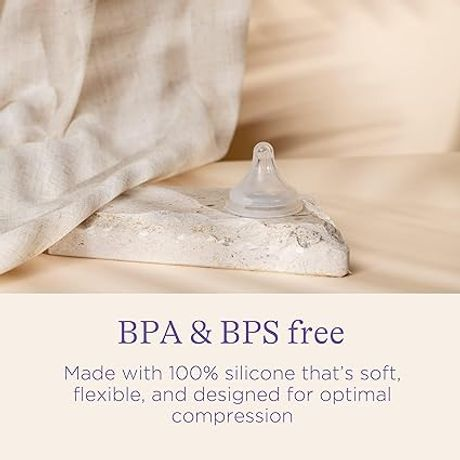 BPA & BPS free
Made with 100% silicone that’s soft,
flexible, and designed for optimal
compression